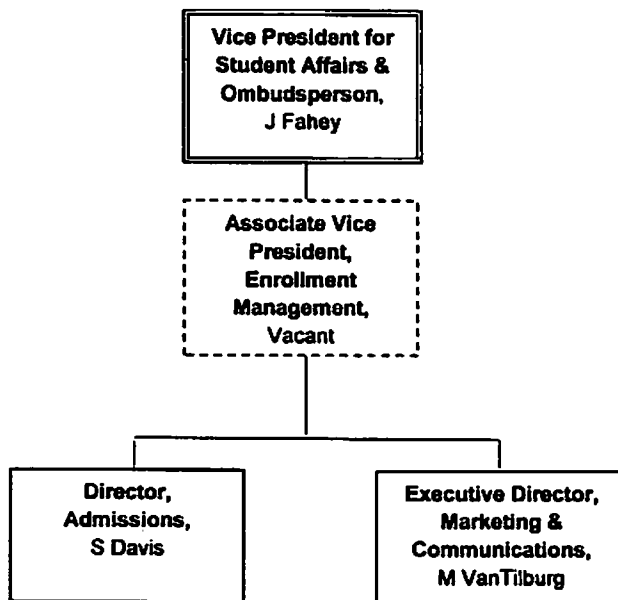 Vice President for
Student Affairs &
Ombudsperson,
J Fahey
Associate Vice
President,
Enrollment
Management,
Vacant
Director,
Admissions,
S Davis
Executive Director,
Marketing &
Communications,
M VanTilburg